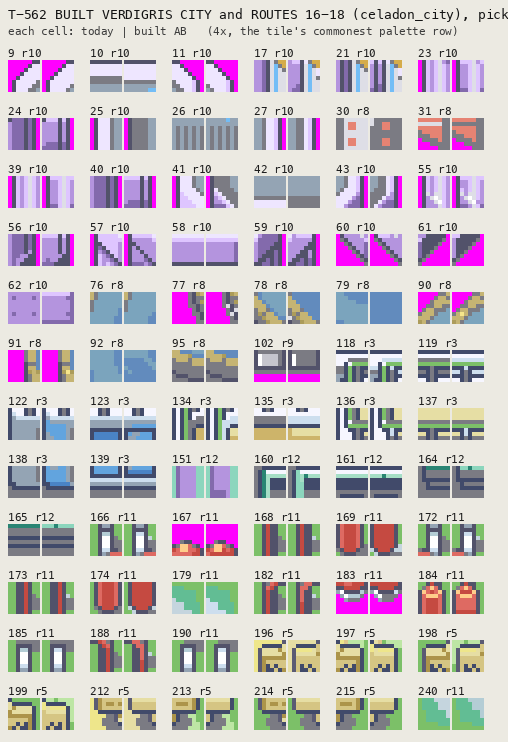 T−562 BUILT VERDIGRIS CITY and ROUTES 16−18 (celadon_city), pick
each cell: today | built AB   (4x, the tile's commonest palette row)
9 r10 10 r10 11 r10 17 r10 21 r10 23 r10
24 r10 25 r10 26 r10 27 r10 30 r8 31 r8
39 r10 40 r10 41 r10 42 r10 43 r10 55 r10
56 r10 57 r10 58 r10 59 r10 60 r10 61 r10
62 r10 76 r8 77 r8 78 r8 79 r8 90 r8
91 r8 92 r8 95 r8 102 r9 118 r3 119 r3
122 r3 123 r3 134 r3 135 r3 136 r3 137 r3
138 r3 139 r3 151 r12 160 r12 161 r12 164 r12
165 r12 166 r11 167 r11 168 r11 169 r11 172 r11
173 r11 174 r11 179 r11 182 r11 183 r11 184 r11
185 r11 188 r11 190 r11 196 r5 197 r5 198 r5
199 r5 212 r5 213 r5 214 r5 215 r5 240 r11